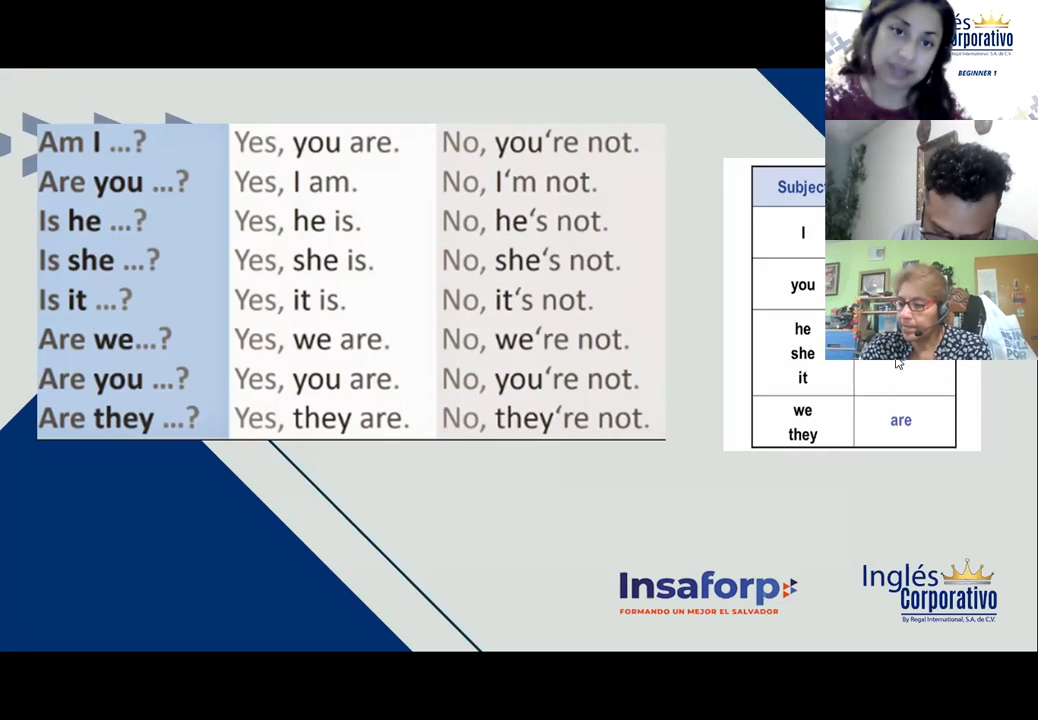 Am I ...? Yes, you are. No, you're not.
Are you ...? Yes, I am. No, I'm not.
Is he ...? Yes, he is. No, he's not.
Is she ...? Yes, she is. No, she's not.
Is it ...? Yes, it is. No, it's not.
Are we...? Yes, we are. No, we're not.
Are you ...? Yes, you are. No, you're not.
Are they ...? Yes, they are. No, they're not.
I
you
he
she
it
we
they
are
BEGINNER 1
Insaforp
FORMANDO UN MEJOR EL SALVADOR
Inglés
Corporativo
By Regal International, S.A. de C.V.